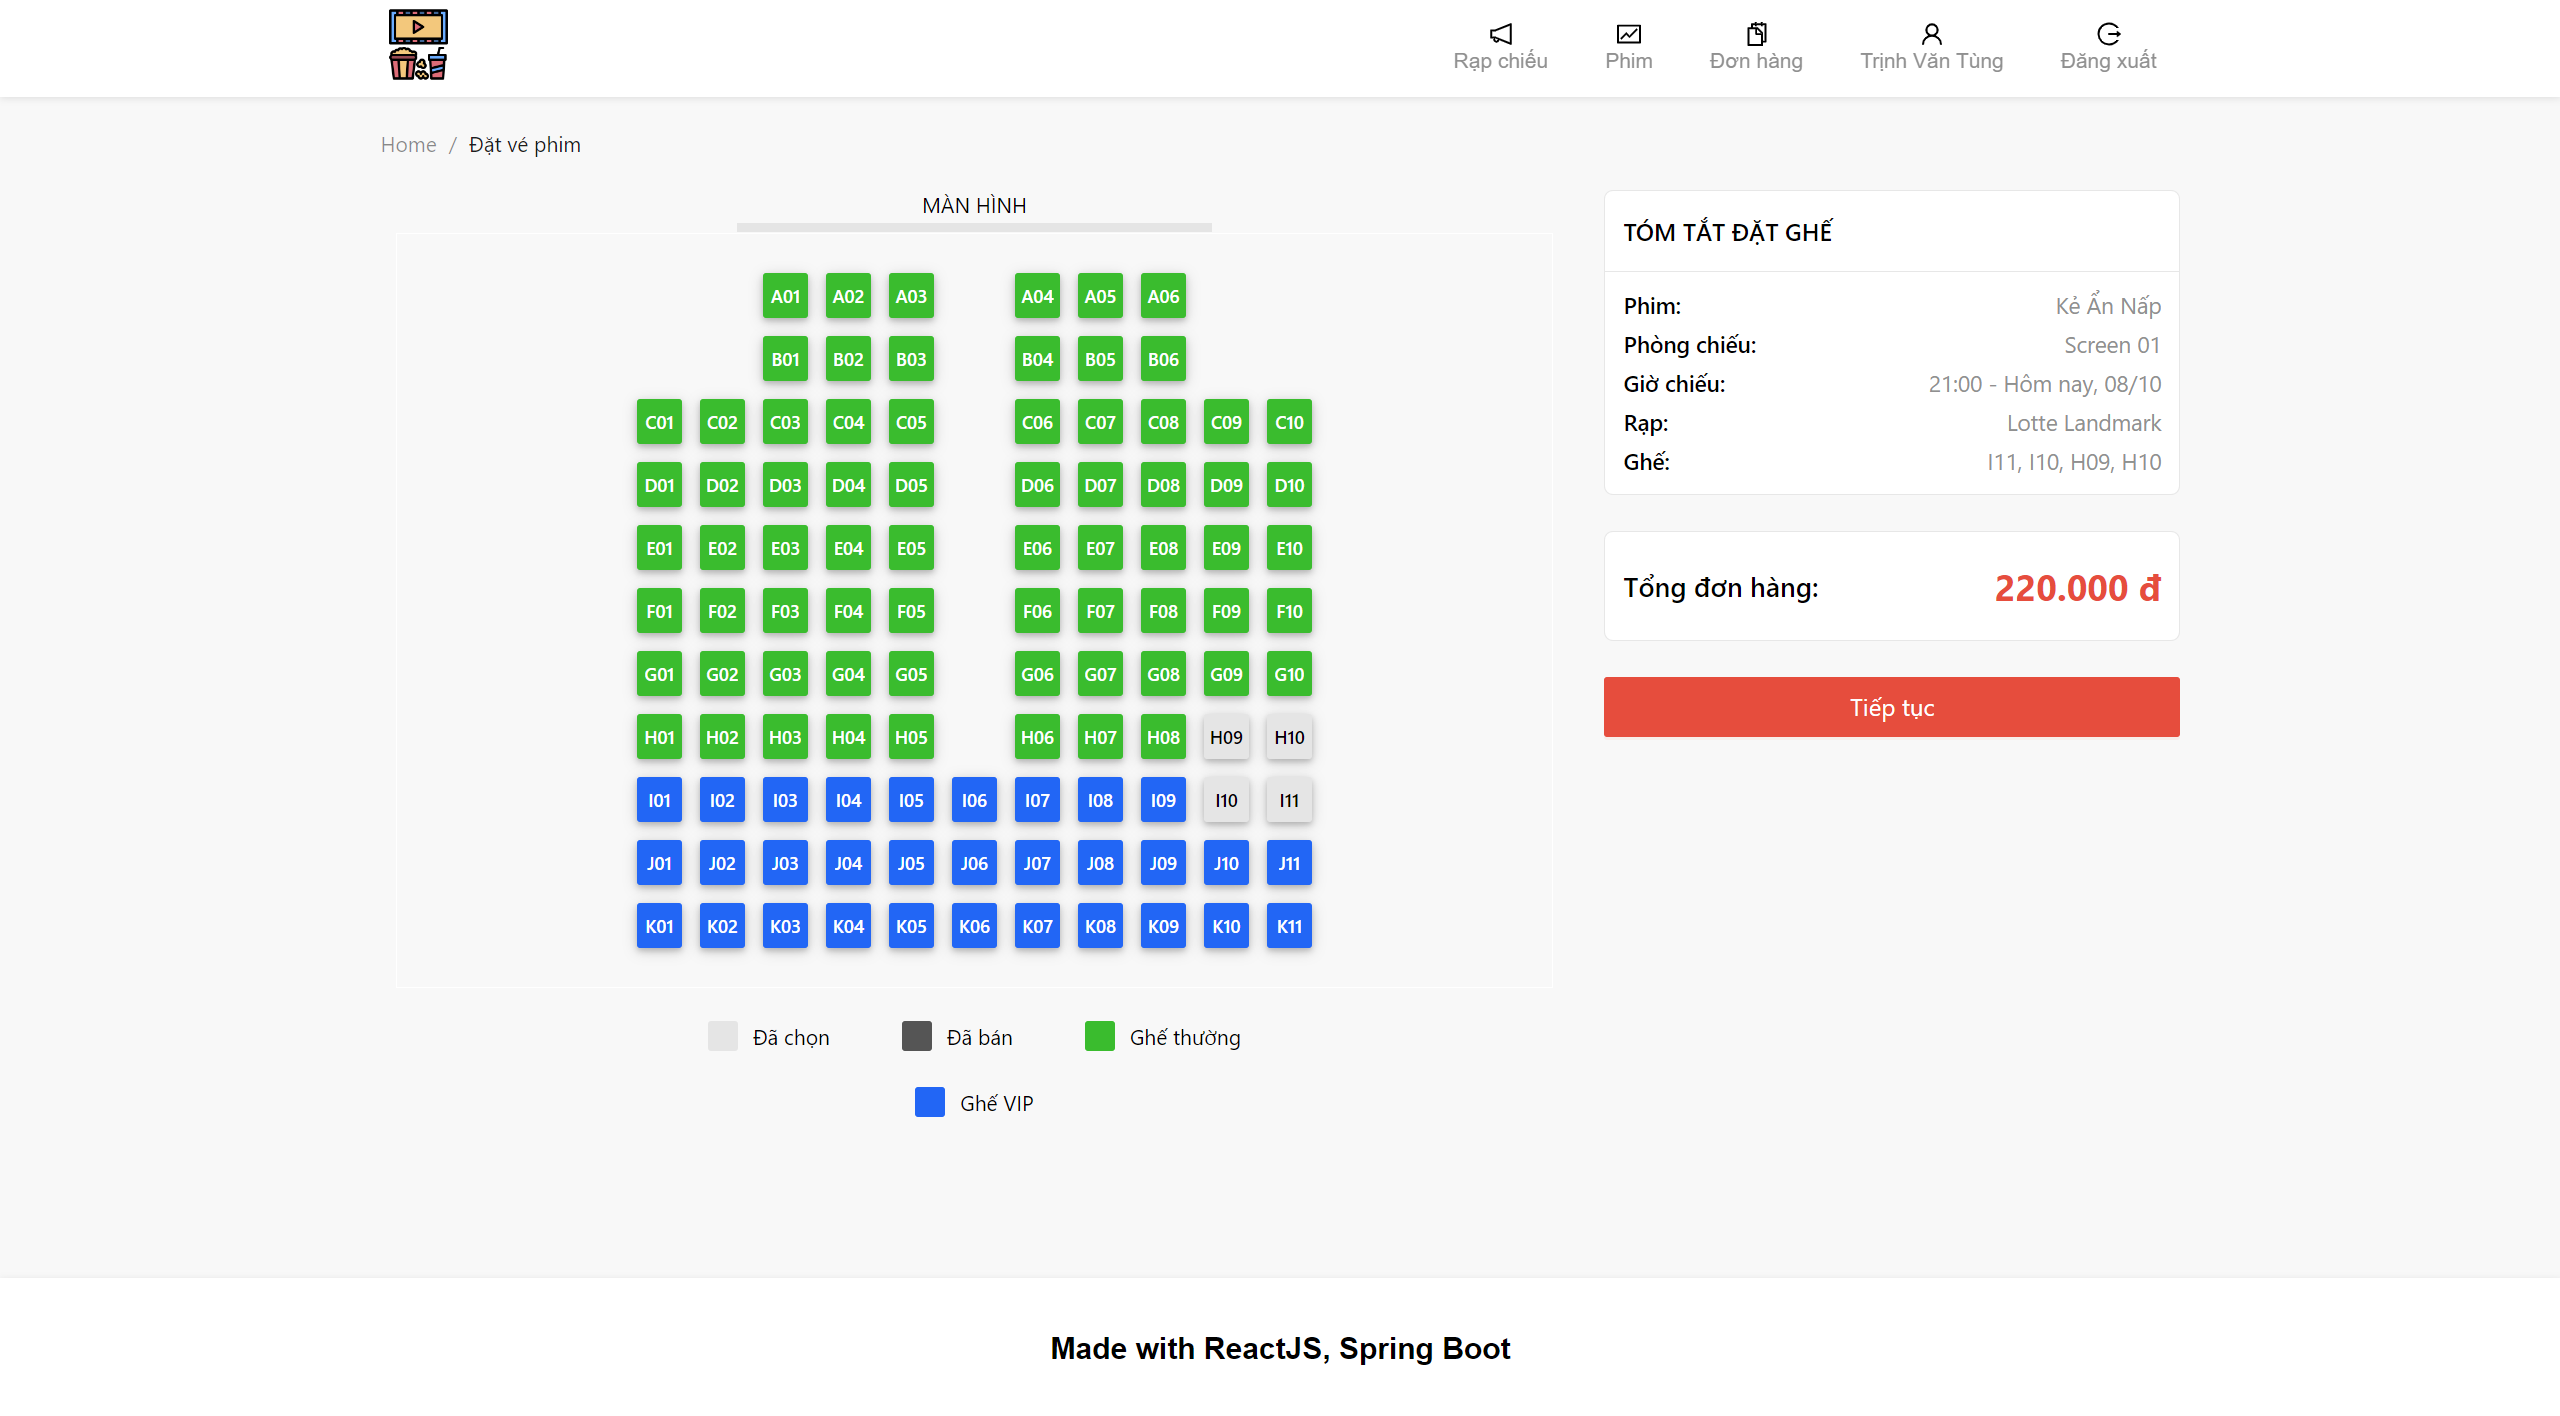 Rạp chiếu Phim Đơn hàng Trịnh Văn Tùng Đăng xuất
Home / Đặt vé phim
MÀN HÌNH
A01 A02 A03 A04 A05 A06
B01 B02 B03 B04 B05 B06
C01 C02 C03 C04 C05 C06 C07 C08 C09 C10
D01 D02 D03 D04 D05 D06 D07 D08 D09 D10
E01 E02 E03 E04 E05 E06 E07 E08 E09 E10
F01 F02 F03 F04 F05 F06 F07 F08 F09 F10
G01 G02 G03 G04 G05 G06 G07 G08 G09 G10
H01 H02 H03 H04 H05 H06 H07 H08 H09 H10
I01 I02 I03 I04 I05 I06 I07 I08 I09 I10 I11
J01 J02 J03 J04 J05 J06 J07 J08 J09 J10 J11
K01 K02 K03 K04 K05 K06 K07 K08 K09 K10 K11
Đã chọn Đã bán Ghế thường
Ghế VIP
TÓM TẮT ĐẶT GHẾ
Phim: Kẻ Ẩn Nấp
Phòng chiếu: Screen 01
Giờ chiếu: 21:00 - Hôm nay, 08/10
Rạp: Lotte Landmark
Ghế: I11, I10, H09, H10
Tổng đơn hàng: 220.000 đ
Tiếp tục
Made with ReactJS, Spring Boot